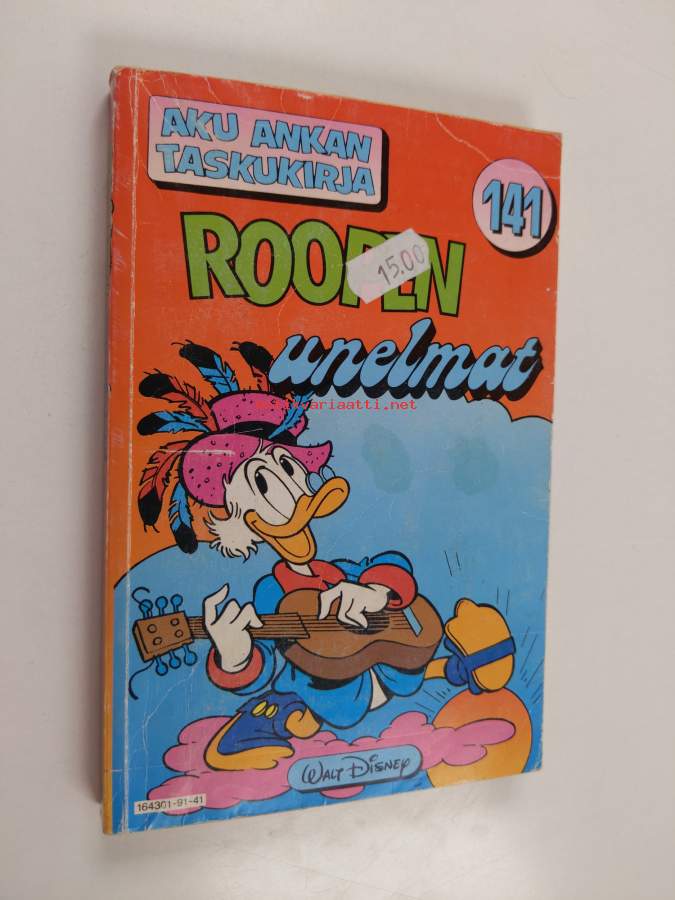 AKU ANKAN
TASKUKIRJA
141
ROOPEN
15.00
unelmat
antikvariaatti.net
WALT DISNEY
164301-91-41